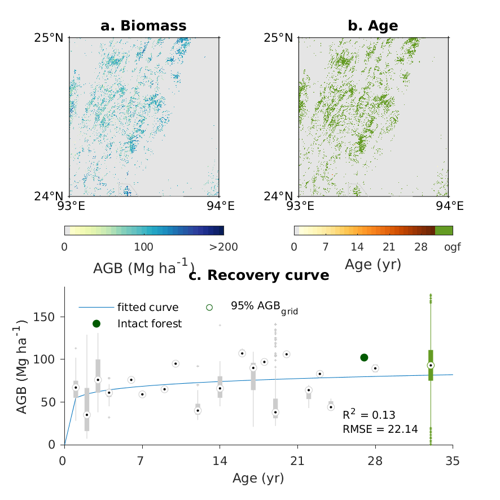 a. Biomass
b. Age
25°N
25°N
24°N
24°N
93°E
94°E
93°E
94°E
0
100
>200
0
7
14
21
28
ogf
AGB (Mg ha⁻¹)
Age (yr)
c. Recovery curve
fitted curve
95% AGB_grid
Intact forest
150
100
50
0
AGB (Mg ha⁻¹)
R² = 0.13
RMSE = 22.14
0
7
14
21
28
35
Age (yr)